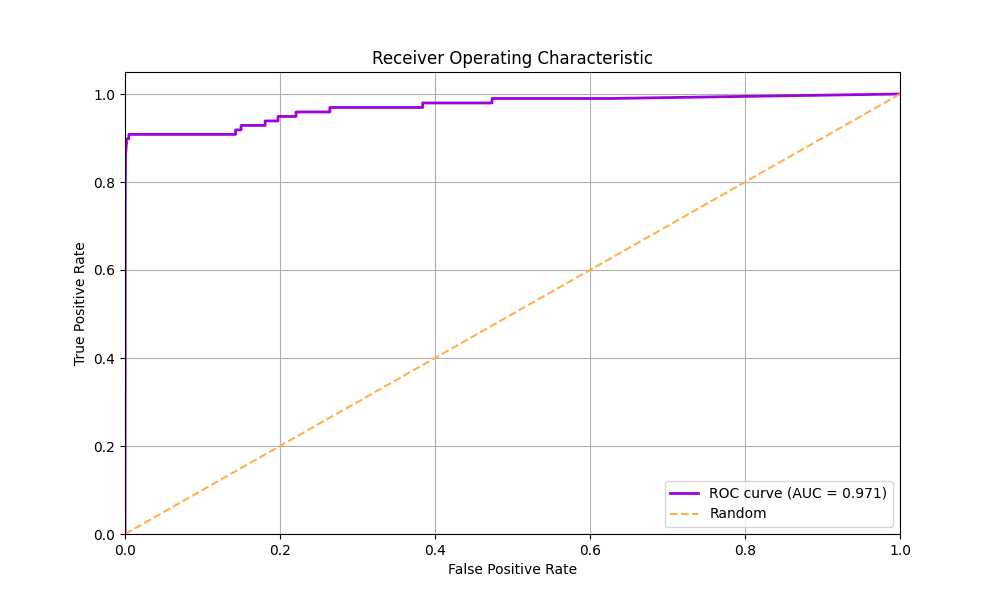 Receiver Operating Characteristic
True Positive Rate
1.0
0.8
0.6
0.4
0.2
0.0
0.0 0.2 0.4 0.6 0.8 1.0
False Positive Rate
ROC curve (AUC = 0.971)
Random